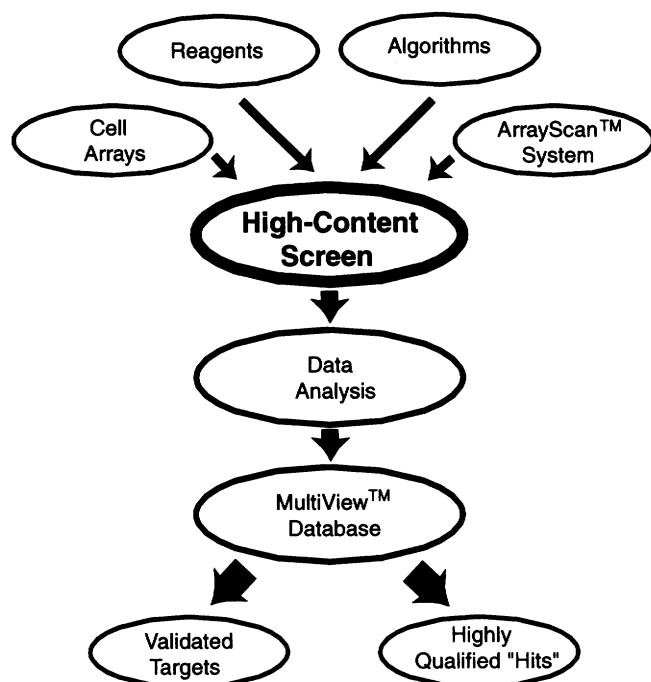 Reagents
Algorithms
Cell
Arrays
ArrayScan™
System
High-Content
Screen
Data
Analysis
MultiView™
Database
Validated
Targets
Highly
Qualified "Hits"